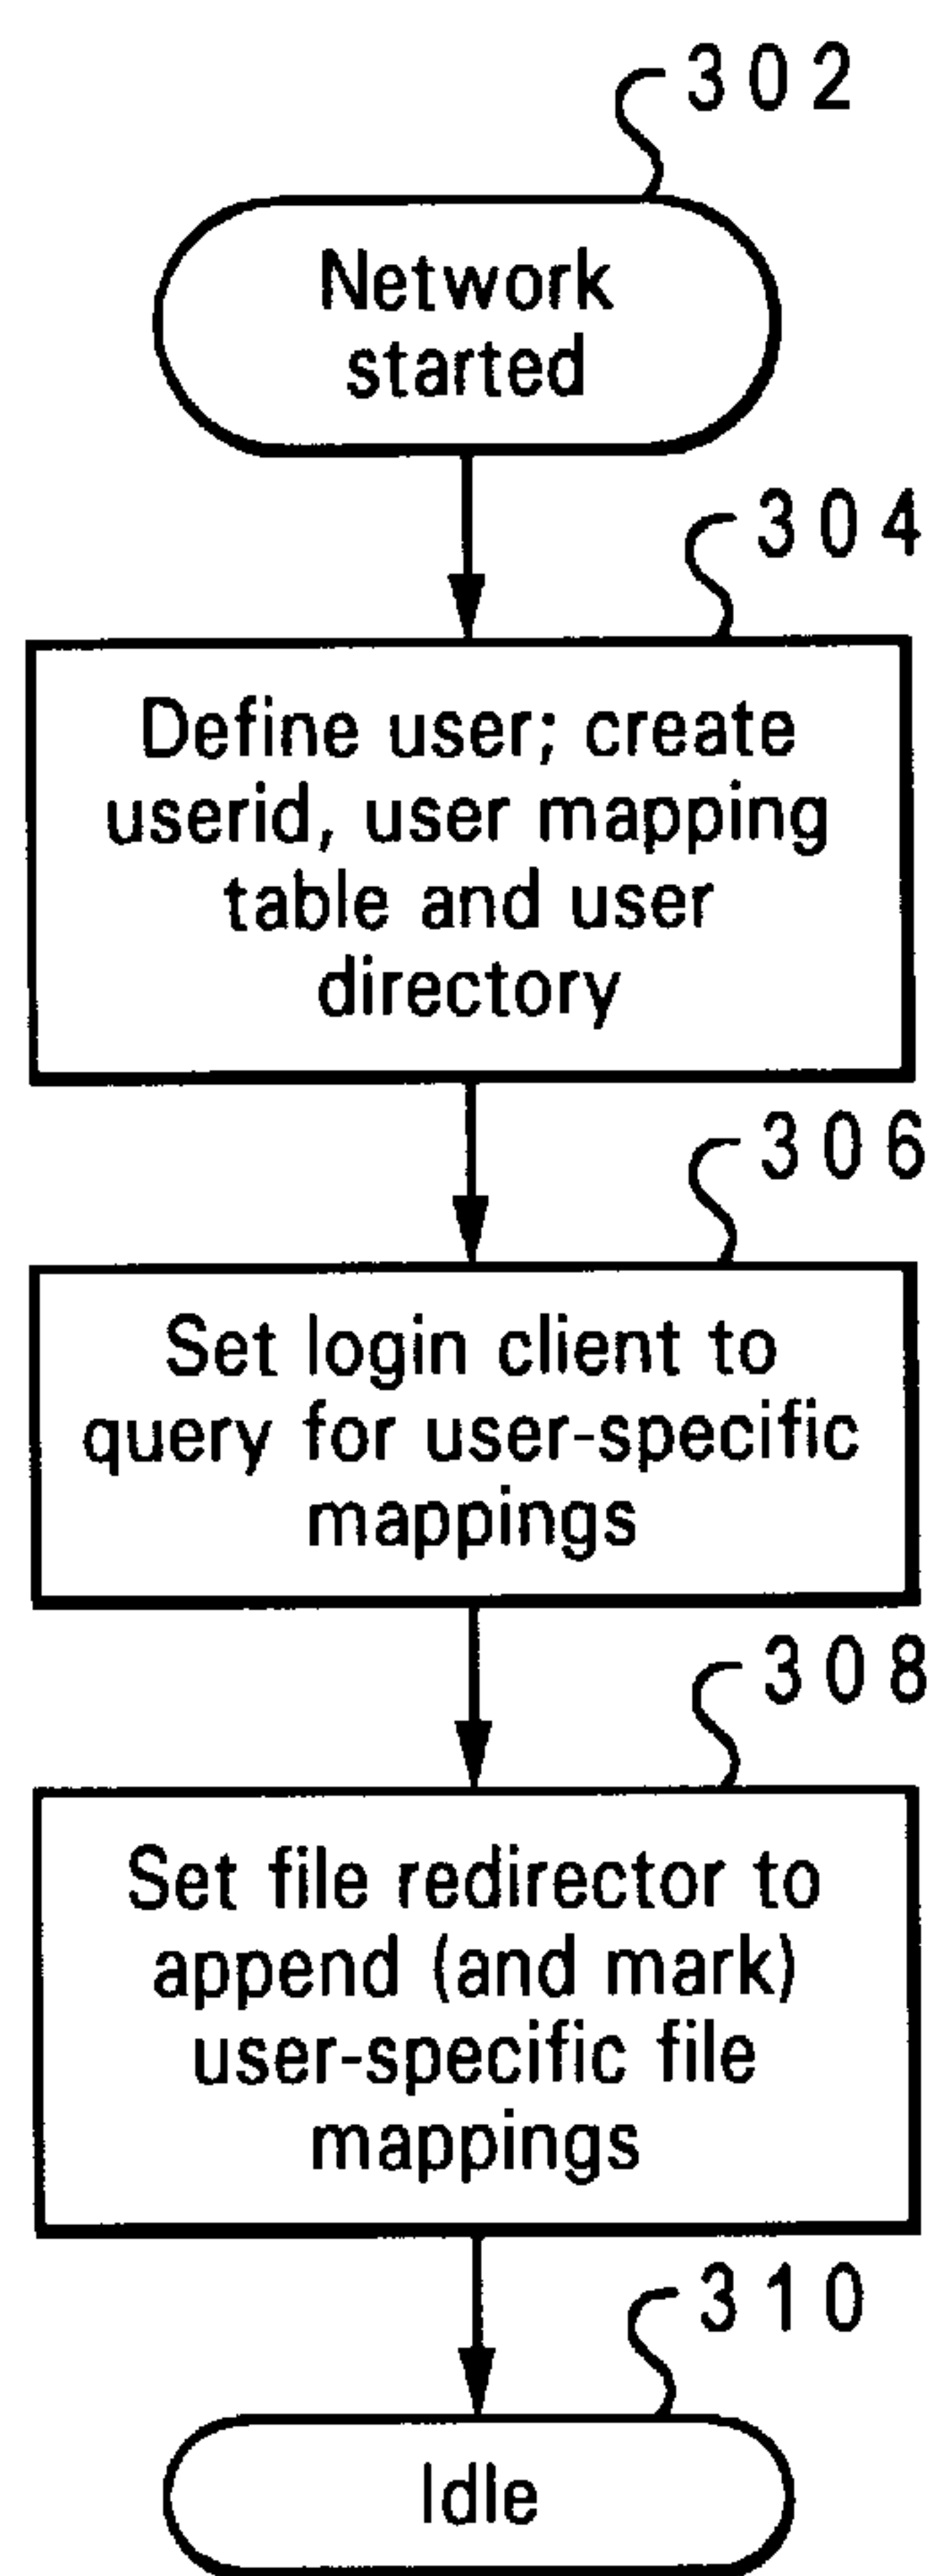 302
Network
started
304
Define user; create
userid, user mapping
table and user
directory
306
Set login client to
query for user-specific
mappings
308
Set file redirector to
append (and mark)
user-specific file
mappings
310
Idle